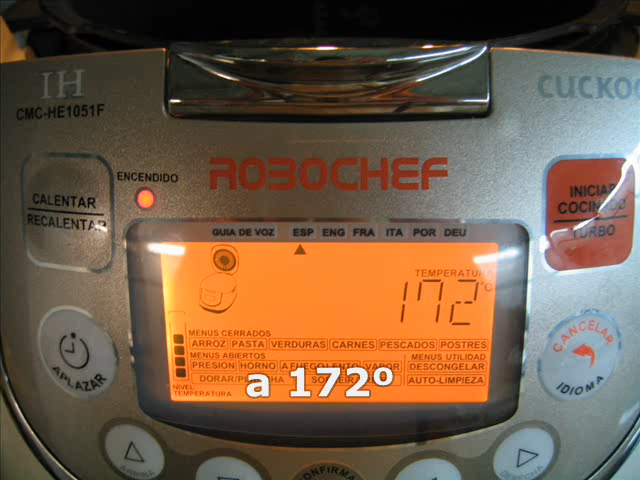 IH
CMC-HE1051F
CUCKOO
ENCENDIDO
ROBOCHEF
CALENTAR
RECALENTAR
INICIAR
COCINADO
TURBO
GUIA DE VOZ ESP ENG FRA ITA POR DEU
TEMPERATURA
172°C
MENUS CERRADOS
ARROZ PASTA VERDURAS CARNES PESCADOS POSTRES
MENUS ABIERTOS MENUS UTILIDAD
PRESION HORNO A FUEGO LENTO VAPOR DESCONGELAR
AUTO-LIMPIEZA
NIVEL
TEMPERATURA
a 172º
APLAZAR
CANCELAR
IDIOMA